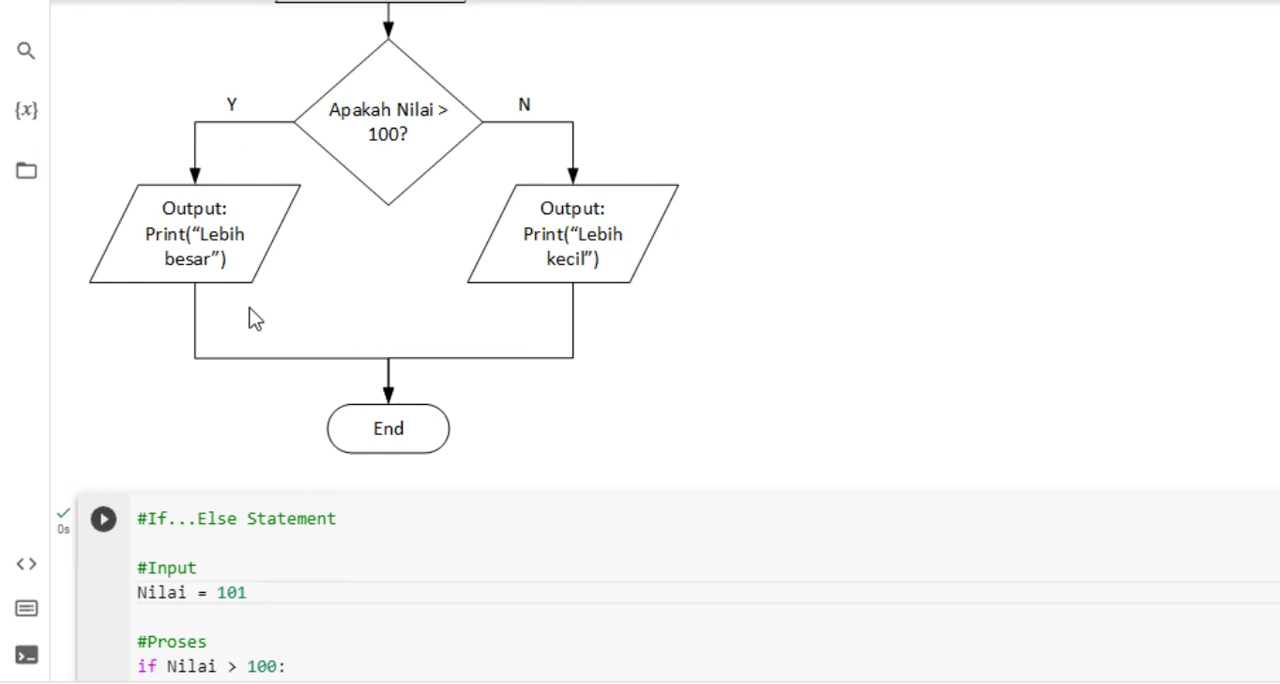 Y
N
Apakah Nilai >
100?
Output:
Print(“Lebih
besar”)
Output:
Print(“Lebih
kecil”)
End
{x}
0s
#If...Else Statement
#Input
Nilai = 101
#Proses
if Nilai > 100: